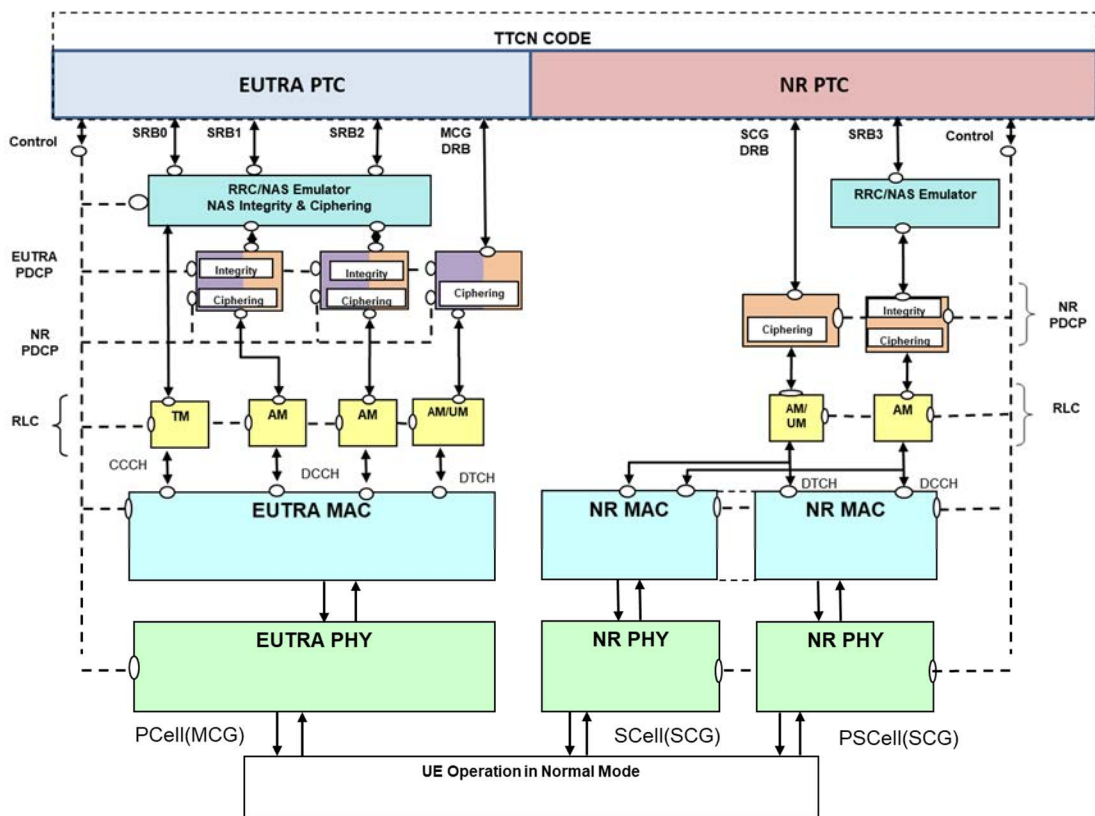 TTCN CODE
EUTRA PTC
NR PTC
Control
SRB0
SRB1
SRB2
MCG
DRB
SCG
DRB
SRB3
Control
RRC/NAS Emulator
NAS Integrity & Ciphering
RRC/NAS Emulator
EUTRA
PDCP
Integrity
Ciphering
Integrity
Ciphering
Ciphering
NR
PDCP
Ciphering
Integrity
Ciphering
NR
PDCP
RLC
TM
AM
AM
AM/UM
AM/
UM
AM
RLC
CCCH
DCCH
DTCH
DTCH
DCCH
EUTRA MAC
NR MAC
NR MAC
EUTRA PHY
NR PHY
NR PHY
PCell(MCG)
SCell(SCG)
PSCell(SCG)
UE Operation in Normal Mode